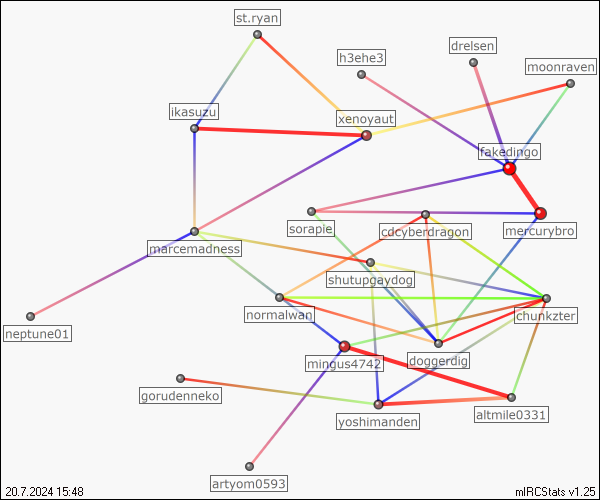 st.ryan
drelsen
h3ehe3
moonraven
ikasuzu
xenoyaut
fakedingo
sorapie
cdcyberdragon
mercurybro
marcemadness
shutupgaydog
normalwan
chunkzter
neptune01
mingus4742
doggerdig
gorudenneko
yoshimanden
altmile0331
artyom0593
20.7.2024 15:48
mIRCStats v1.25